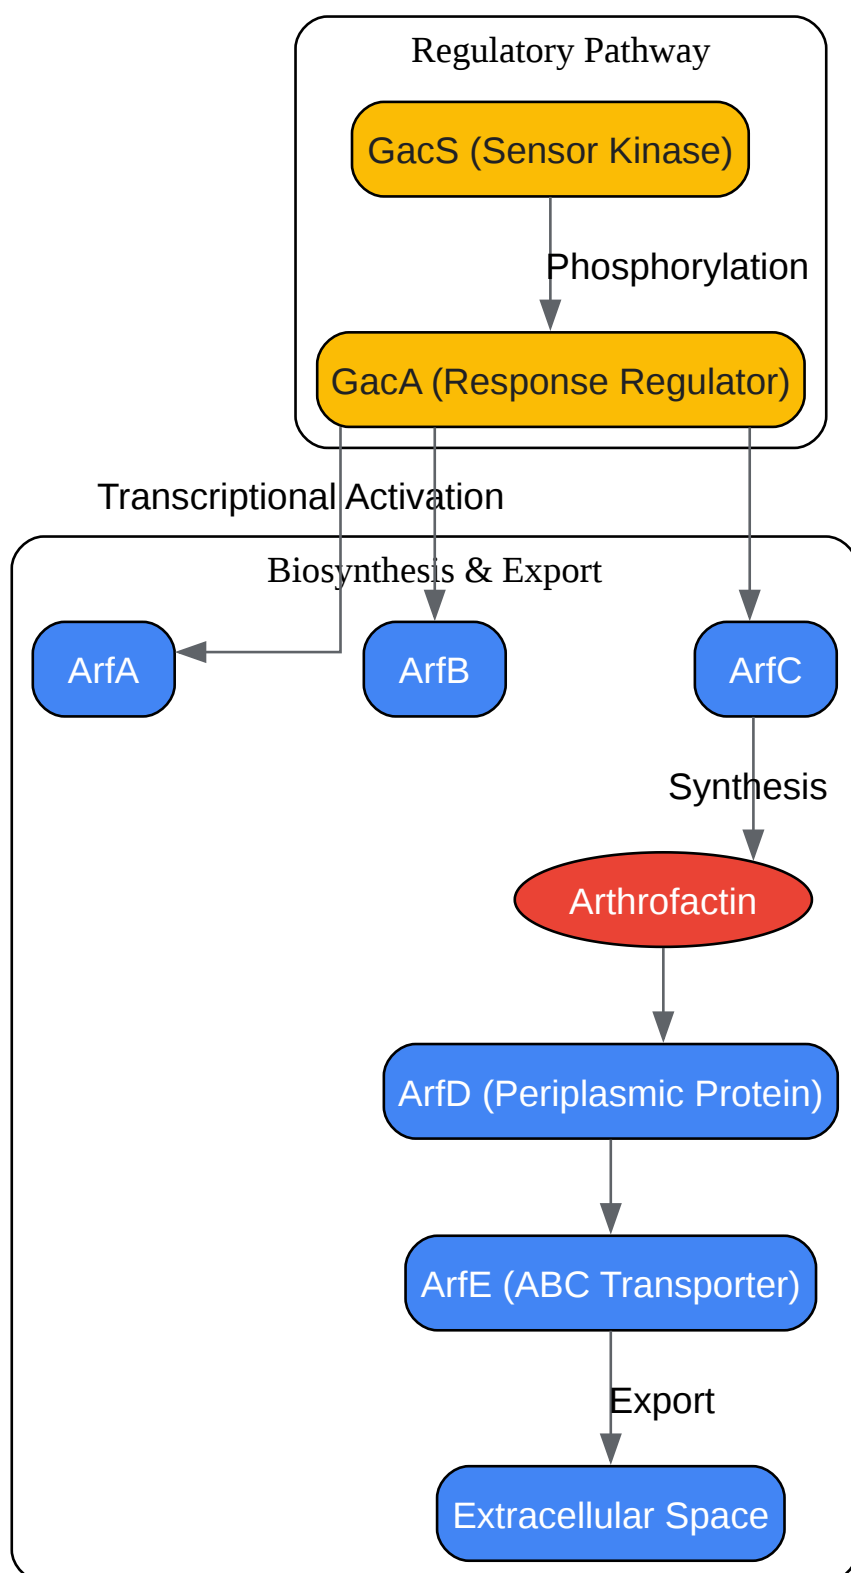 Regulatory Pathway
GacS (Sensor Kinase)
Phosphorylation
GacA (Response Regulator)
Transcriptional Activation
Biosynthesis & Export
ArfA
ArfB
ArfC
Synthesis
Arthrofactin
ArfD (Periplasmic Protein)
ArfE (ABC Transporter)
Export
Extracellular Space